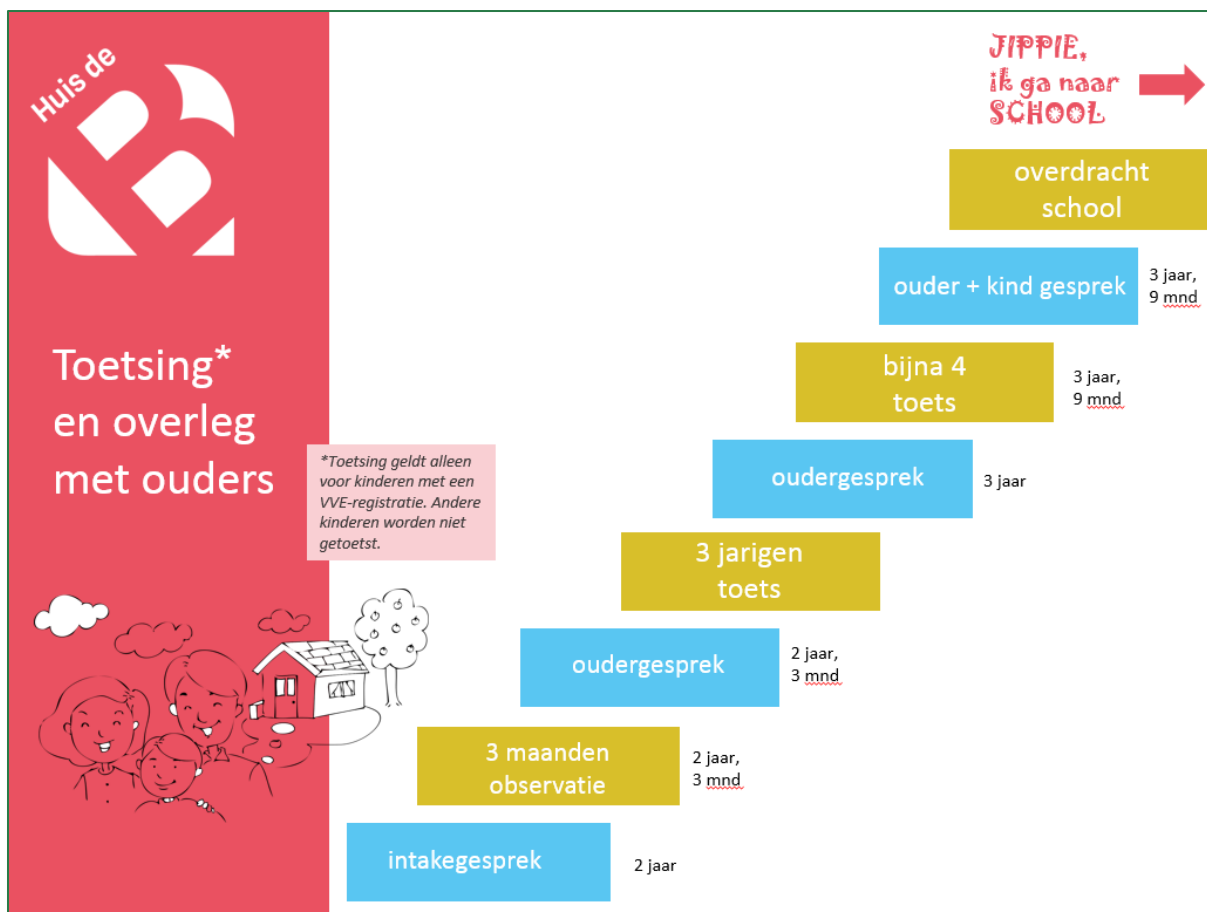 Huis de
B
Toetsing*
en overleg
met ouders
*Toetsing geldt alleen
voor kinderen met een
VVE-registratie. Andere
kinderen worden niet
getoetst.
JIPPIE,
ik ga naar
SCHOOL
overdracht
school
ouder + kind gesprek
3 jaar,
9 mnd
bijna 4
toets
3 jaar,
9 mnd
oudergesprek
3 jaar
3 jarigen
toets
oudergesprek
2 jaar,
3 mnd
3 maanden
observatie
2 jaar,
3 mnd
intakegesprek
2 jaar